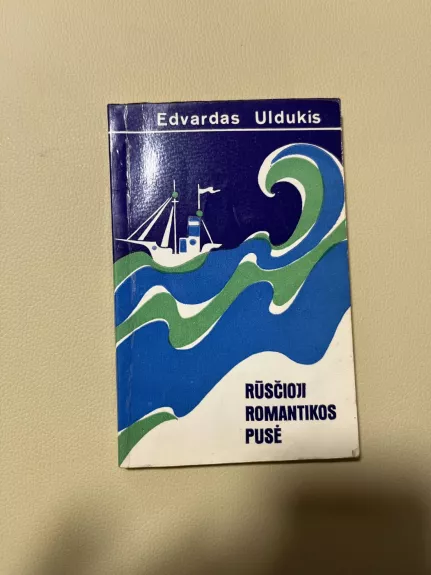 Edvardas Uldukis
RŪSČIOJI
ROMANTIKOS
PUSĖ